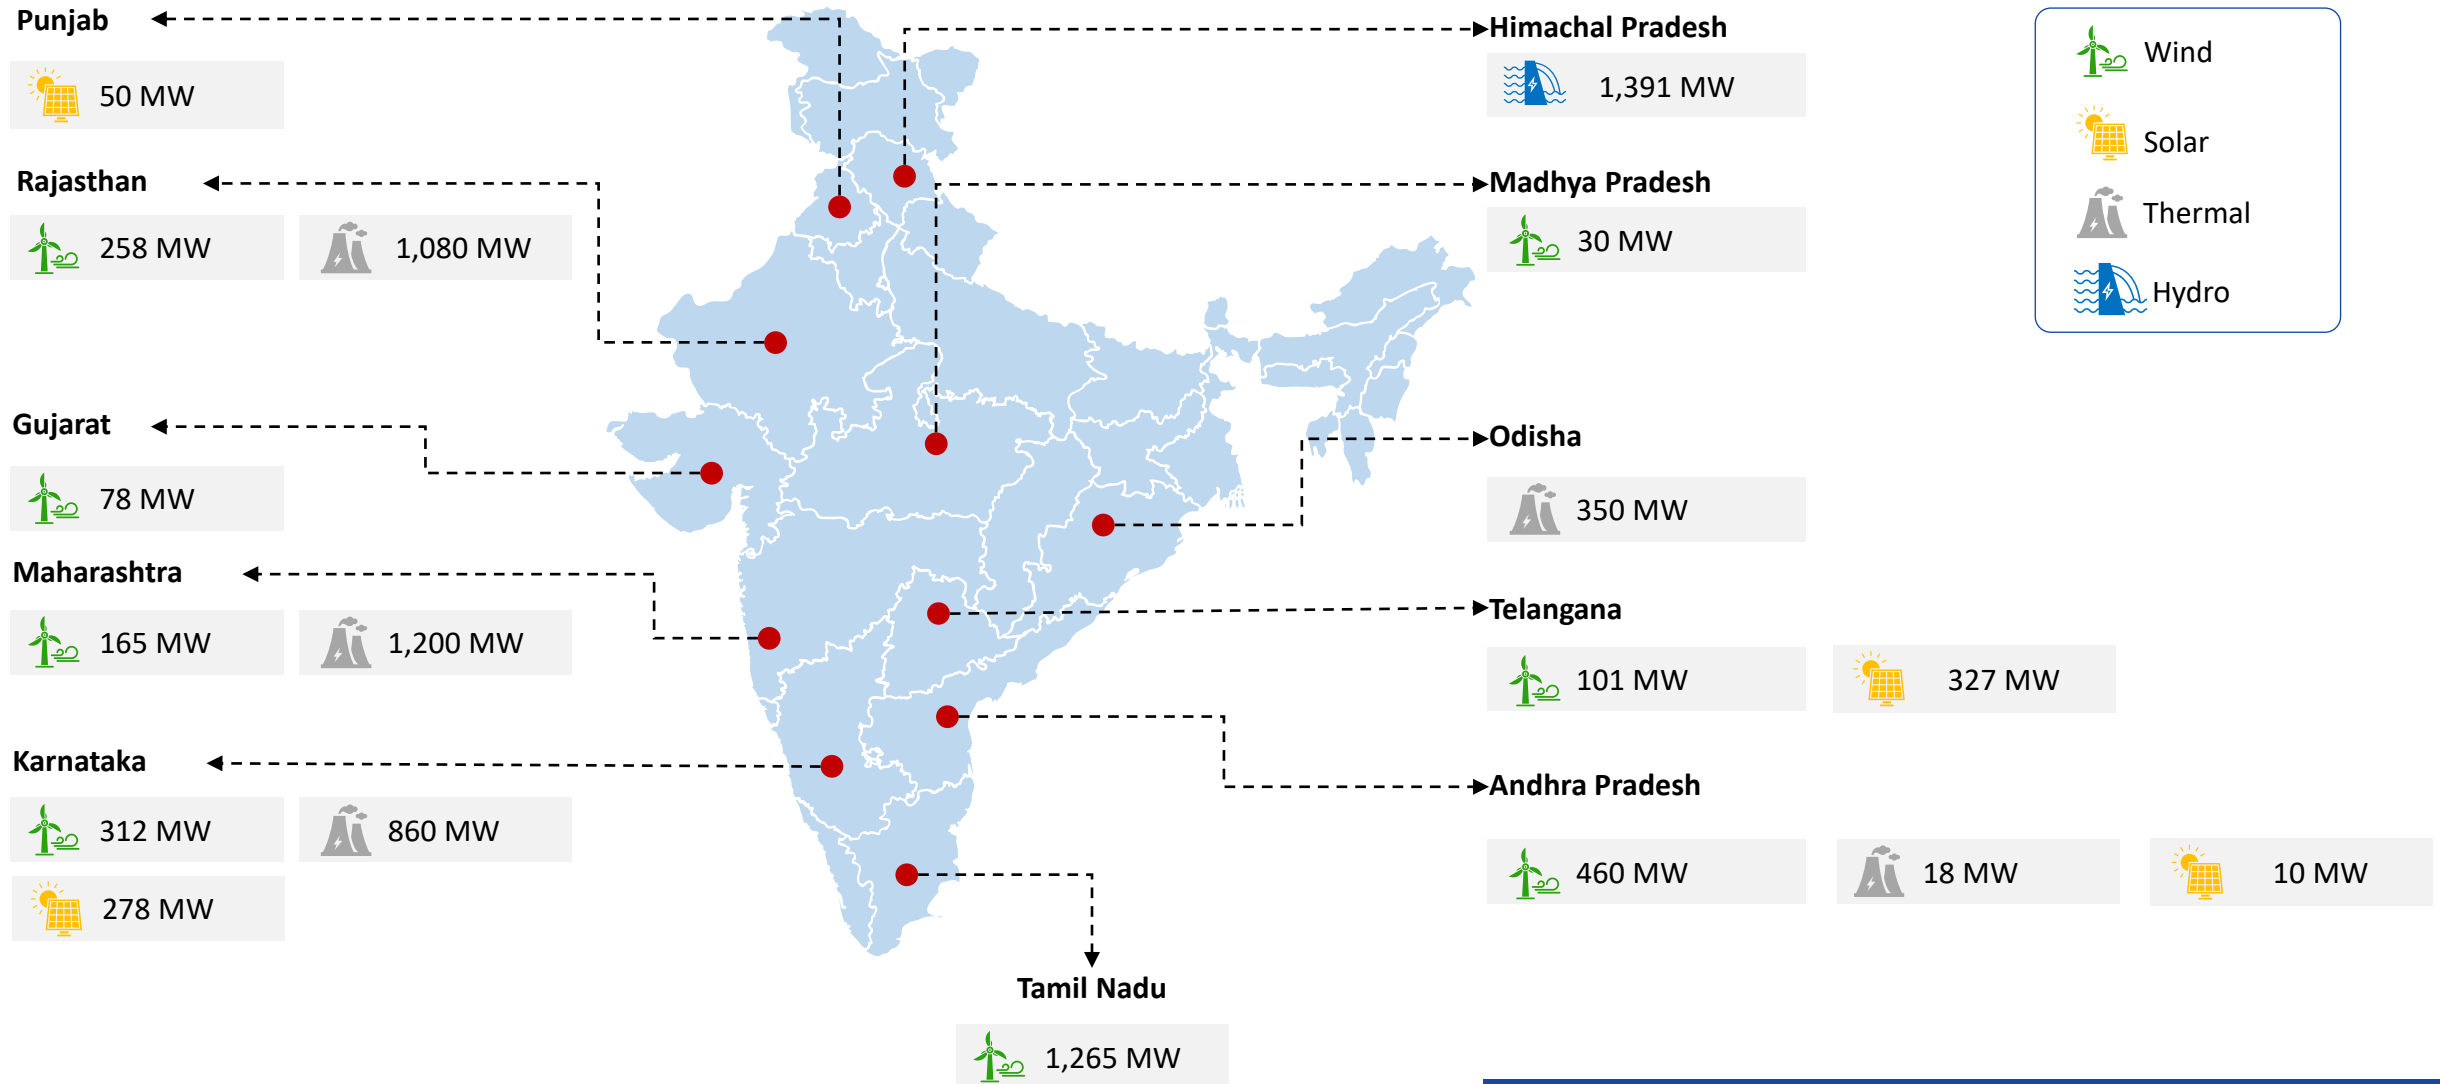 Punjab
50 MW
Rajasthan
258 MW
1,080 MW
Gujarat
78 MW
Maharashtra
165 MW
1,200 MW
Karnataka
312 MW
860 MW
278 MW
Tamil Nadu
1,265 MW
Himachal Pradesh
1,391 MW
Madhya Pradesh
30 MW
Odisha
350 MW
Telangana
101 MW
327 MW
Andhra Pradesh
460 MW
18 MW
10 MW
Wind
Solar
Thermal
Hydro